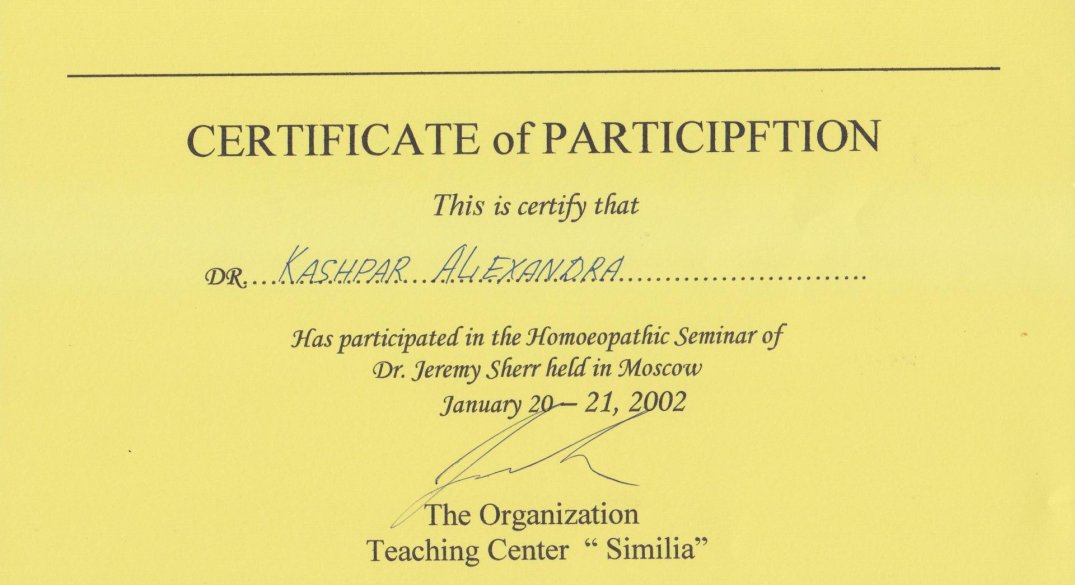 CERTIFICATE of PARTICIPFTION
This is certify that
DR....KASHPAR ALEXANDRA..............................
Has participated in the Homoeopathic Seminar of
Dr. Jeremy Sherr held in Moscow
January 20 – 21, 2002
The Organization
Teaching Center “ Similia”